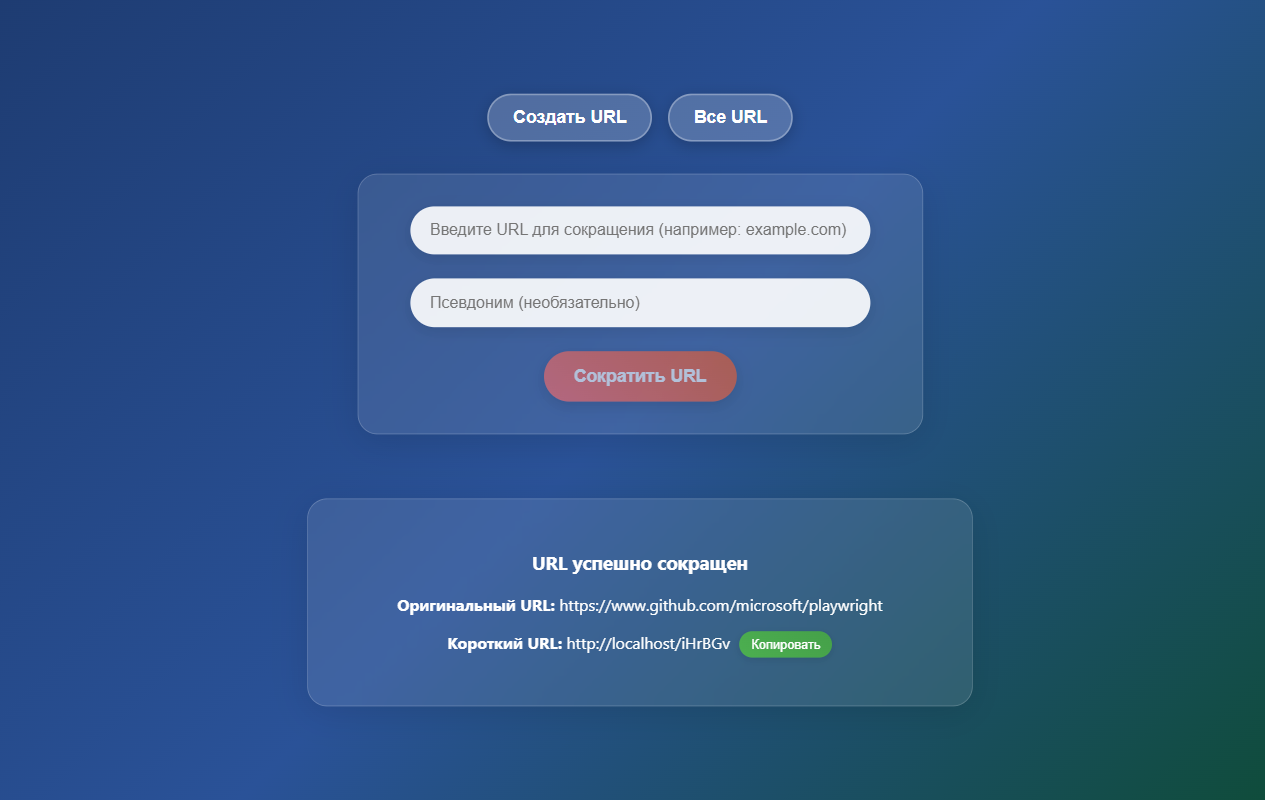 Создать URL
Все URL
Введите URL для сокращения (например: example.com)
Псевдоним (необязательно)
Сократить URL
URL успешно сокращен
Оригинальный URL: https://www.github.com/microsoft/playwright
Короткий URL: http://localhost/iHrBGv Копировать